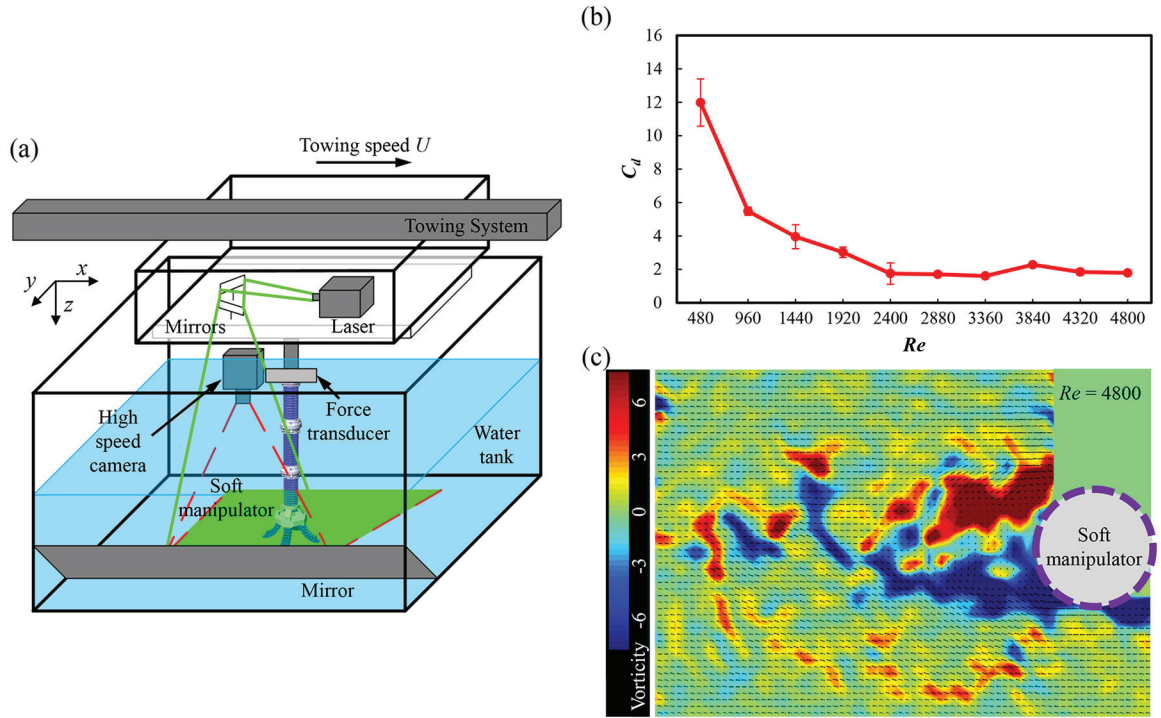 (a)
Towing speed U
Towing System
x
y
z
Mirrors
Laser
High
speed
camera
Force
transducer
Water
tank
Soft
manipulator
Mirror
(b)
16
14
12
10
8
6
4
2
0
C_d
480 960 1440 1920 2400 2880 3360 3840 4320 4800
Re
(c)
6
3
0
-3
-6
Vorticity
Re = 4800
Soft
manipulator